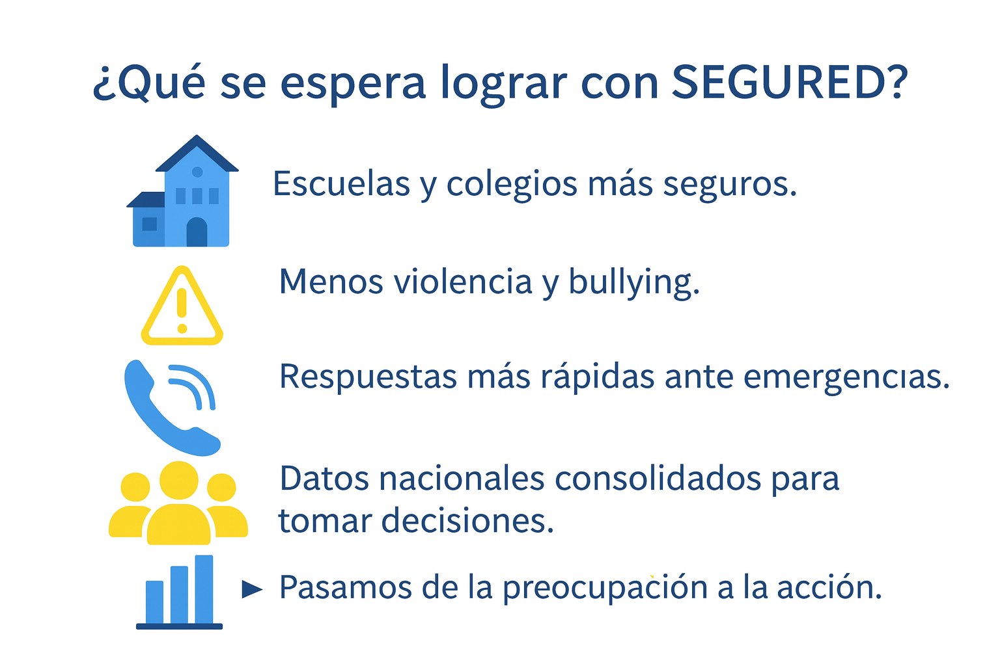 ¿Qué se espera lograr con SEGURED?
Escuelas y colegios más seguros.
Menos violencia y bullying.
Respuestas más rápidas ante emergencıas.
Datos nacionales consolidados para
tomar decisiones.
Pasamos de la preocupación a la acción.